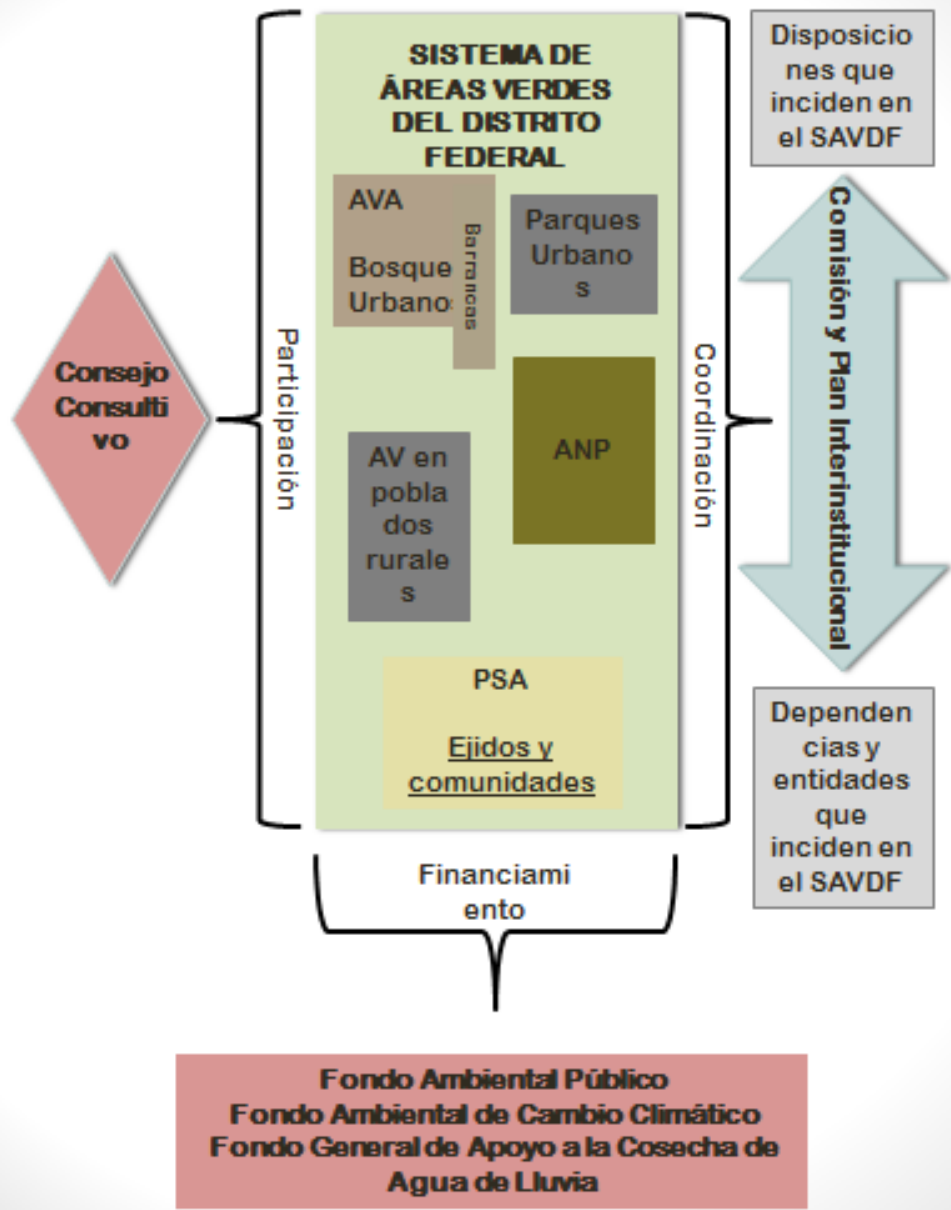 SISTEMA DE
ÁREAS VERDES
DEL DISTRITO
FEDERAL
AVA
Bosque
Urbanos
Barrancas
Parques
Urbano
s
ANP
AV en
pobla
dos
rurale
s
PSA
Ejidos y
comunidades
Consejo
Consulti
vo
Participación
Coordinación
Disposicio
nes que
inciden en
el SAVDF
Comisión y Plan Interinstitucional
Dependen
cias y
entidades
que
inciden en
el SAVDF
Financiami
ento
Fondo Ambiental Público
Fondo Ambiental de Cambio Climático
Fondo General de Apoyo a la Cosecha de
Agua de Lluvia